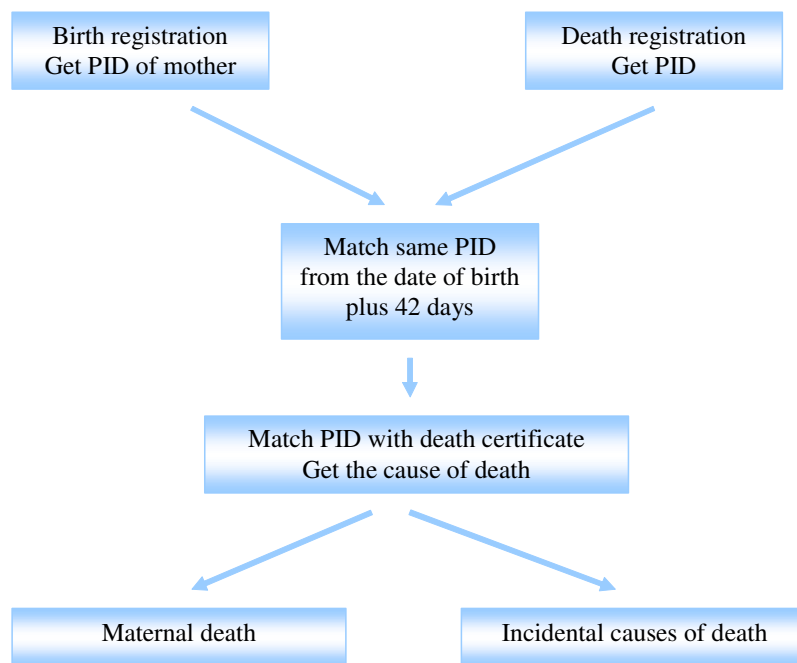 Birth registration
Get PID of mother
Death registration
Get PID
Match same PID
from the date of birth
plus 42 days
Match PID with death certificate
Get the cause of death
Maternal death
Incidental causes of death